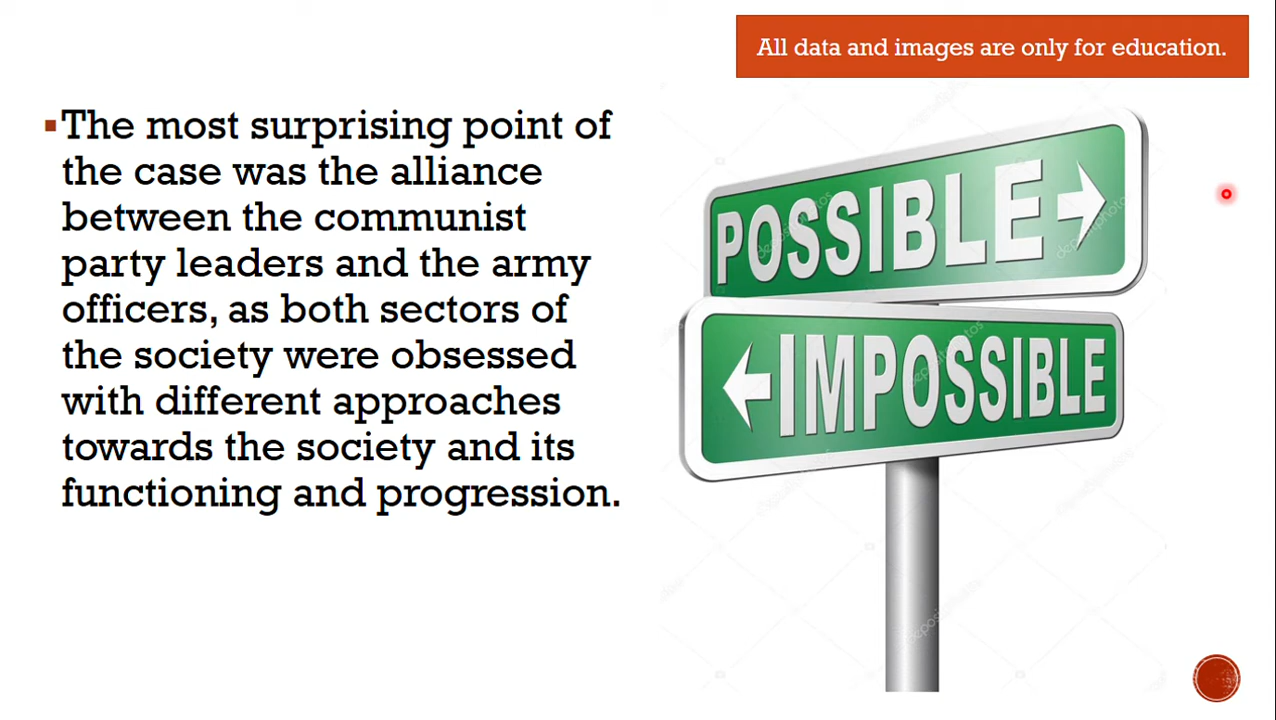 All data and images are only for education.
▪The most surprising point of
the case was the alliance
between the communist
party leaders and the army
officers, as both sectors of
the society were obsessed
with different approaches
towards the society and its
functioning and progression.
POSSIBLE
IMPOSSIBLE
depositphotos